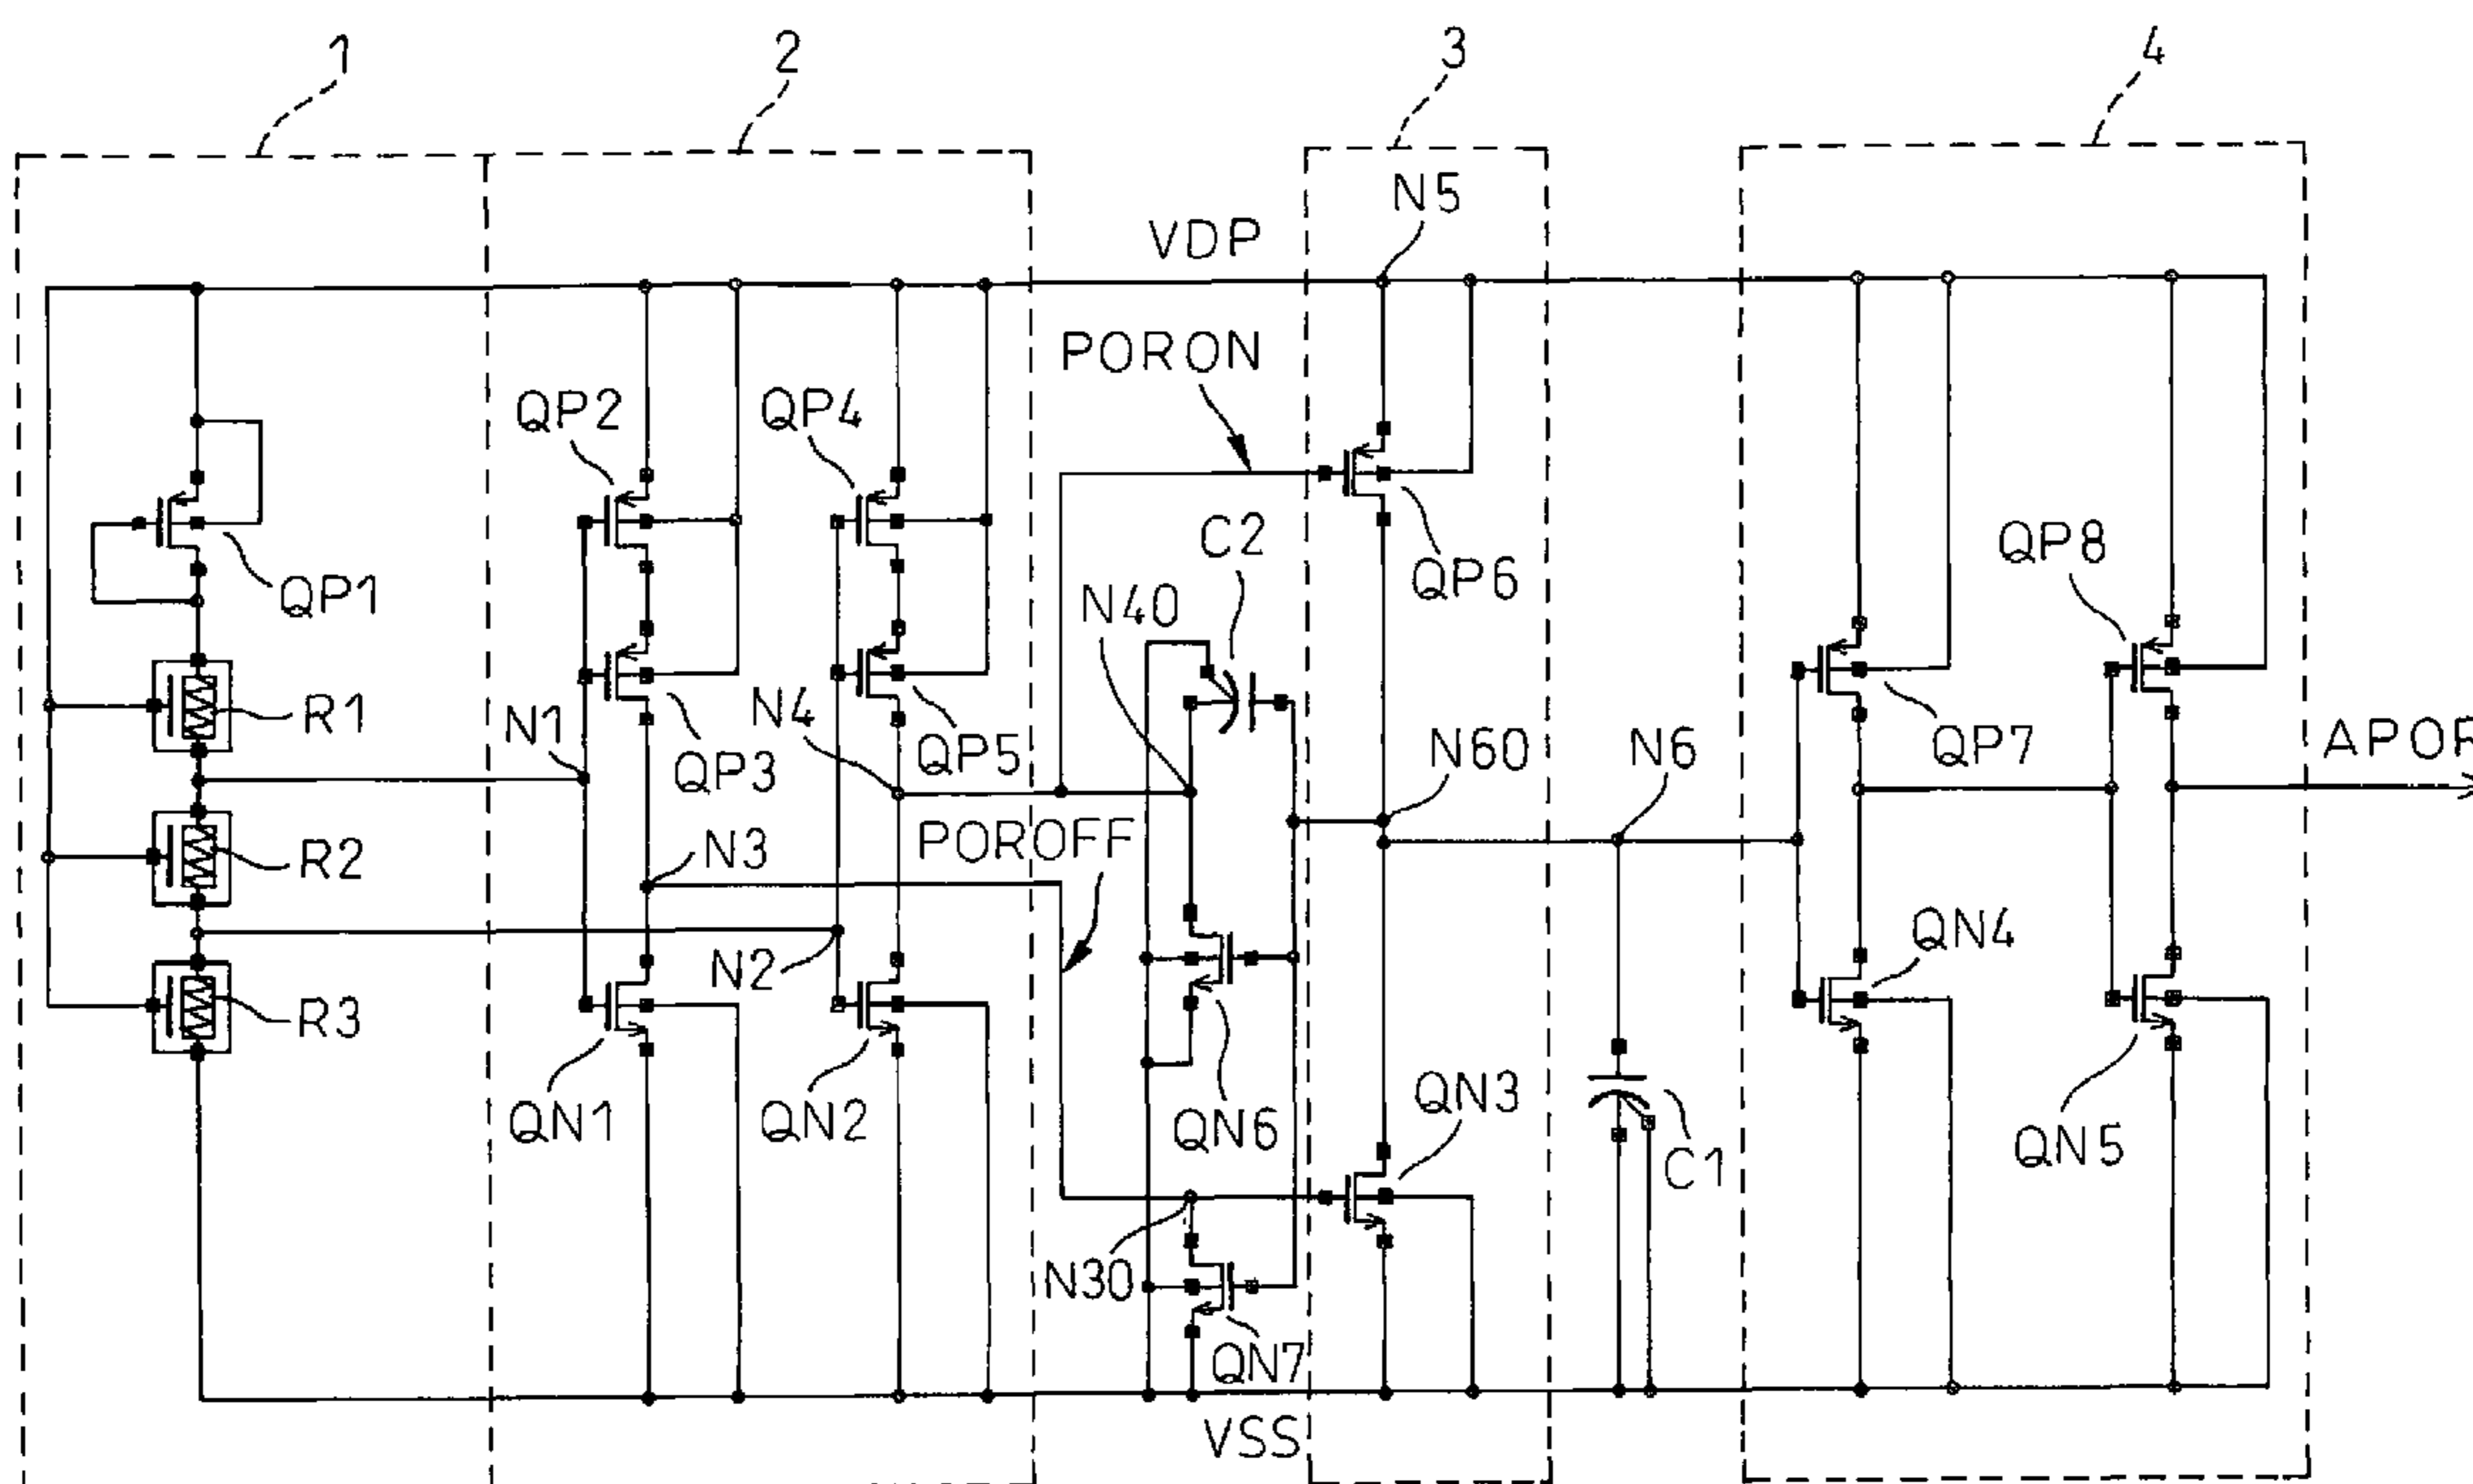 1
2
3
4
N5
VDP
PORON
QP2
QP4
C2
QP8
QP1
N40
QP6
R1
N1
N4
QP3
QP5
N60
N6
QP7
APOR
POROFF
N3
R2
N2
QN4
R3
QN1
QN2
QN6
QN3
C1
QN5
N30
QN7
VSS